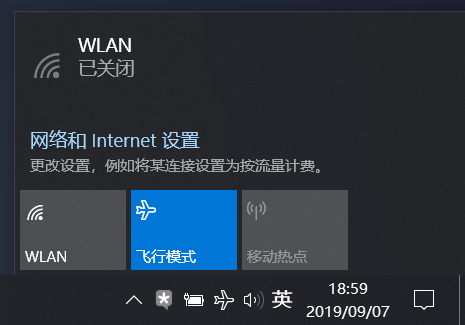 WLAN
已关闭
网络和 Internet 设置
更改设置，例如将某连接设置为按流量计费。
WLAN
飞行模式
移动热点
英
18:59
2019/09/07